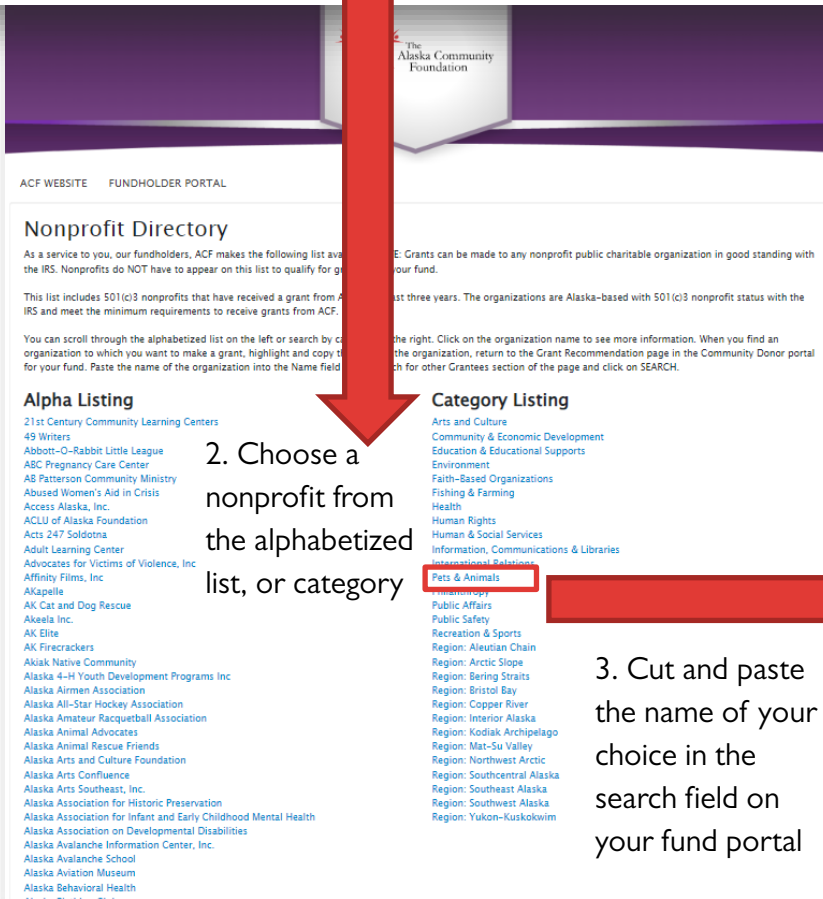 The
Alaska Community
Foundation
ACF WEBSITE FUNDHOLDER PORTAL
Nonprofit Directory
As a service to you, our fundholders, ACF makes the following list E: Grants can be made to any nonprofit public charitable organization in good standing with
the IRS. Nonprofits do NOT have to appear on this list to qualify for your fund.
This list includes 501(c)3 nonprofits that have received a grant from three years. The organizations are Alaska-based with 501(c)3 nonprofit status with the
IRS and meet the minimum requirements to receive grants from ACF.
You can scroll through the alphabetized list on the left or search by the right. Click on the organization name to see more information. When you find an
organization to which you want to make a grant, highlight and copy the organization, return to the Grant Recommendation page in the Community Donor portal
for your fund. Paste the name of the organization into the Name field for other Grantees section of the page and click on SEARCH.
Alpha Listing
21st Century Community Learning Centers
49 Writers
Abbott-O-Rabbit Little League
ABC Pregnancy Care Center
AB Patterson Community Ministry
Abused Women's Aid in Crisis
Access Alaska, Inc.
ACLU of Alaska Foundation
Acts 247 Soldotna
Adult Learning Center
Advocates for Victims of Violence, Inc
Affinity Films, Inc
AKapelle
AK Cat and Dog Rescue
Akeela Inc.
AK Elite
AK Firecrackers
Akiak Native Community
Alaska 4-H Youth Development Programs Inc
Alaska Airmen Association
Alaska All-Star Hockey Association
Alaska Amateur Racquetball Association
Alaska Animal Advocates
Alaska Animal Rescue Friends
Alaska Arts and Culture Foundation
Alaska Arts Confluence
Alaska Arts Southeast, Inc.
Alaska Association for Historic Preservation
Alaska Association for Infant and Early Childhood Mental Health
Alaska Association on Developmental Disabilities
Alaska Avalanche Information Center, Inc.
Alaska Avalanche School
Alaska Aviation Museum
Alaska Behavioral Health
2. Choose a
nonprofit from
the alphabetized
list, or category
Category Listing
Arts and Culture
Community & Economic Development
Education & Educational Supports
Environment
Faith-Based Organizations
Fishing & Farming
Health
Human Rights
Human & Social Services
Information, Communications & Libraries
International Relations
Pets & Animals
Philanthropy
Public Affairs
Public Safety
Recreation & Sports
Region: Aleutian Chain
Region: Arctic Slope
Region: Bering Straits
Region: Bristol Bay
Region: Copper River
Region: Interior Alaska
Region: Kodiak Archipelago
Region: Mat-Su Valley
Region: Northwest Arctic
Region: Southcentral Alaska
Region: Southeast Alaska
Region: Southwest Alaska
Region: Yukon-Kuskokwim
3. Cut and paste
the name of your
choice in the
search field on
your fund portal